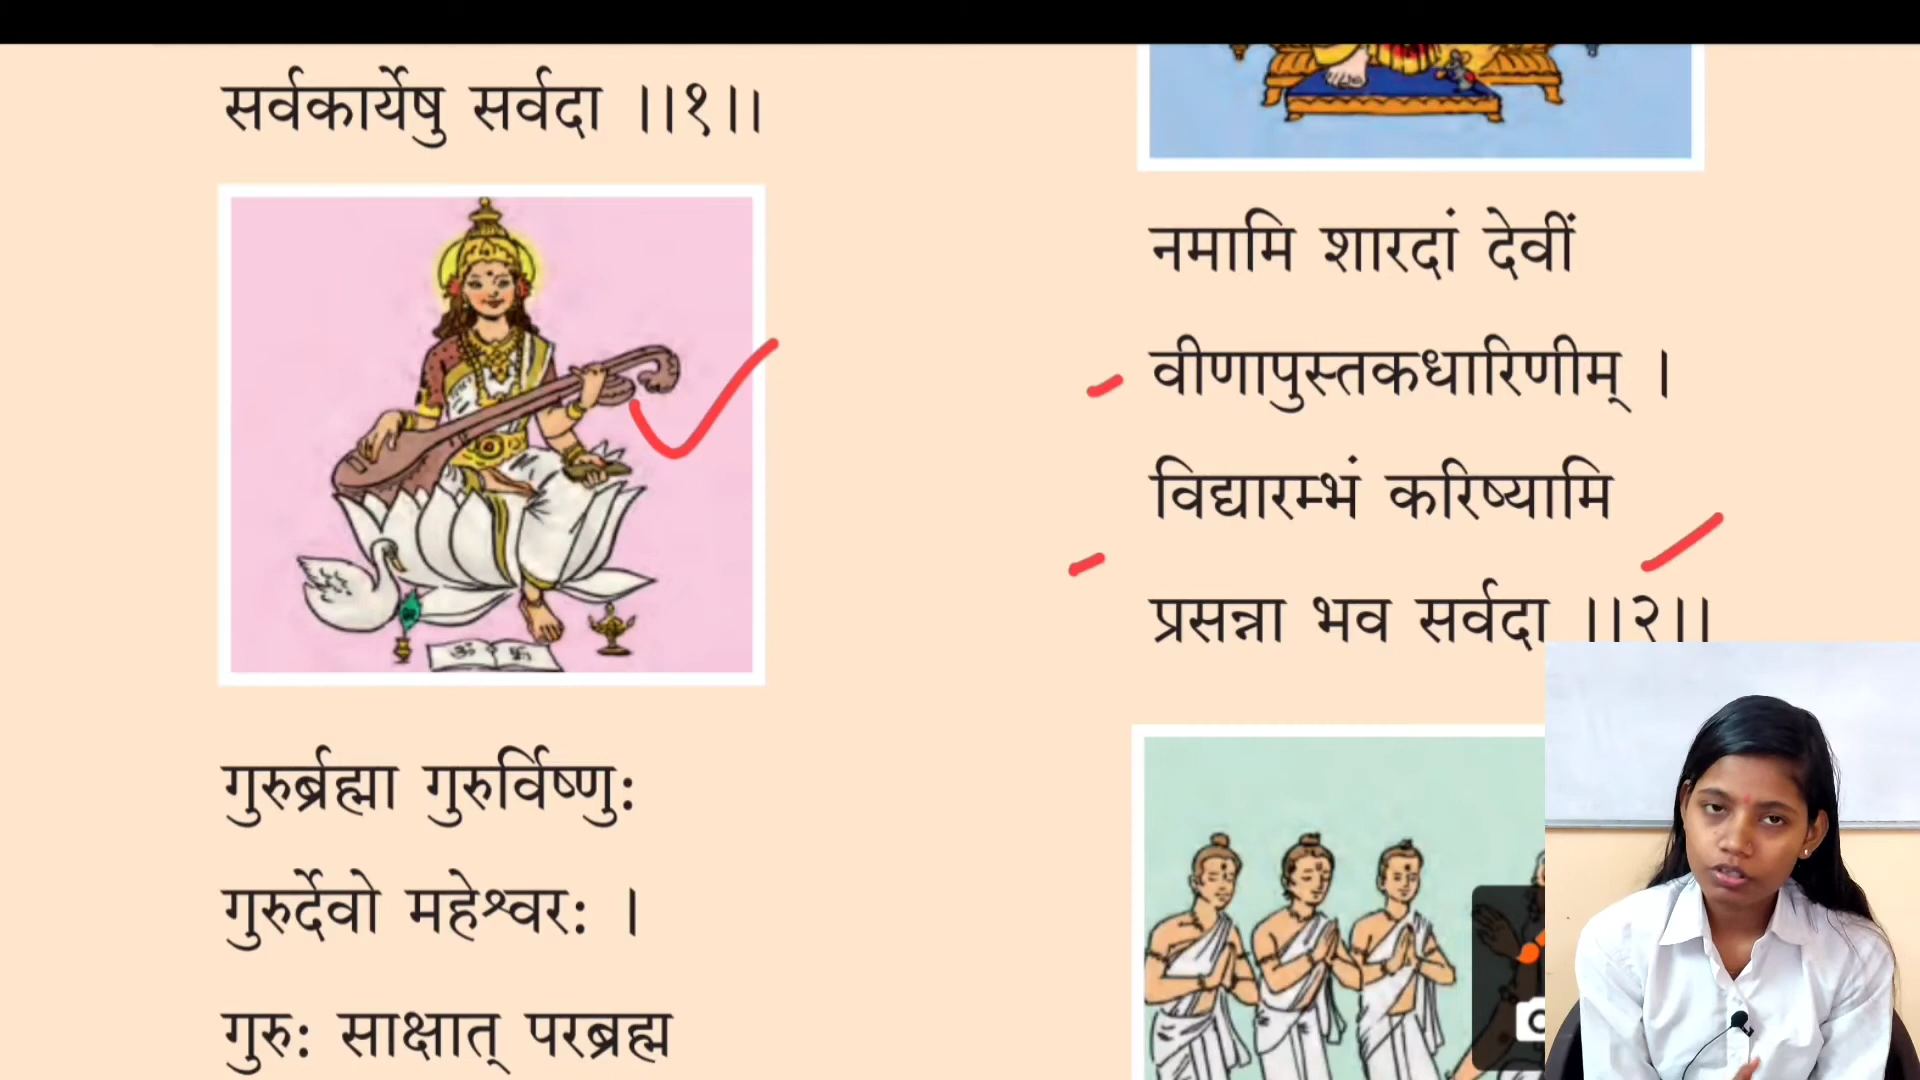 सर्वकार्येषु सर्वदा ।।१।।
नमामि शारदां देवीं
वीणापुस्तकधारिणीम् ।
विद्यारम्भं करिष्यामि
प्रसन्ना भव सर्वदा ।।२।।
गुरुर्ब्रह्मा गुरुर्विष्णुः
गुरुर्देवो महेश्वरः ।
गुरुः साक्षात् परब्रह्म
ॐ